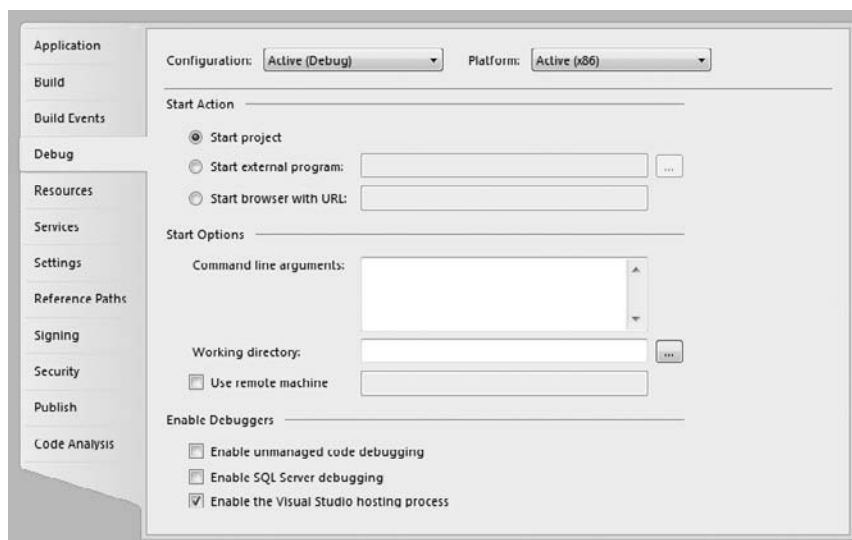 Application
Build
Build Events
Debug
Resources
Services
Settings
Reference Paths
Signing
Security
Publish
Code Analysis
Configuration: Active (Debug) Platform: Active (x86)
Start Action
Start project
Start external program: ...
Start browser with URL:
Start Options
Command line arguments:
Working directory: ...
Use remote machine
Enable Debuggers
Enable unmanaged code debugging
Enable SQL Server debugging
Enable the Visual Studio hosting process